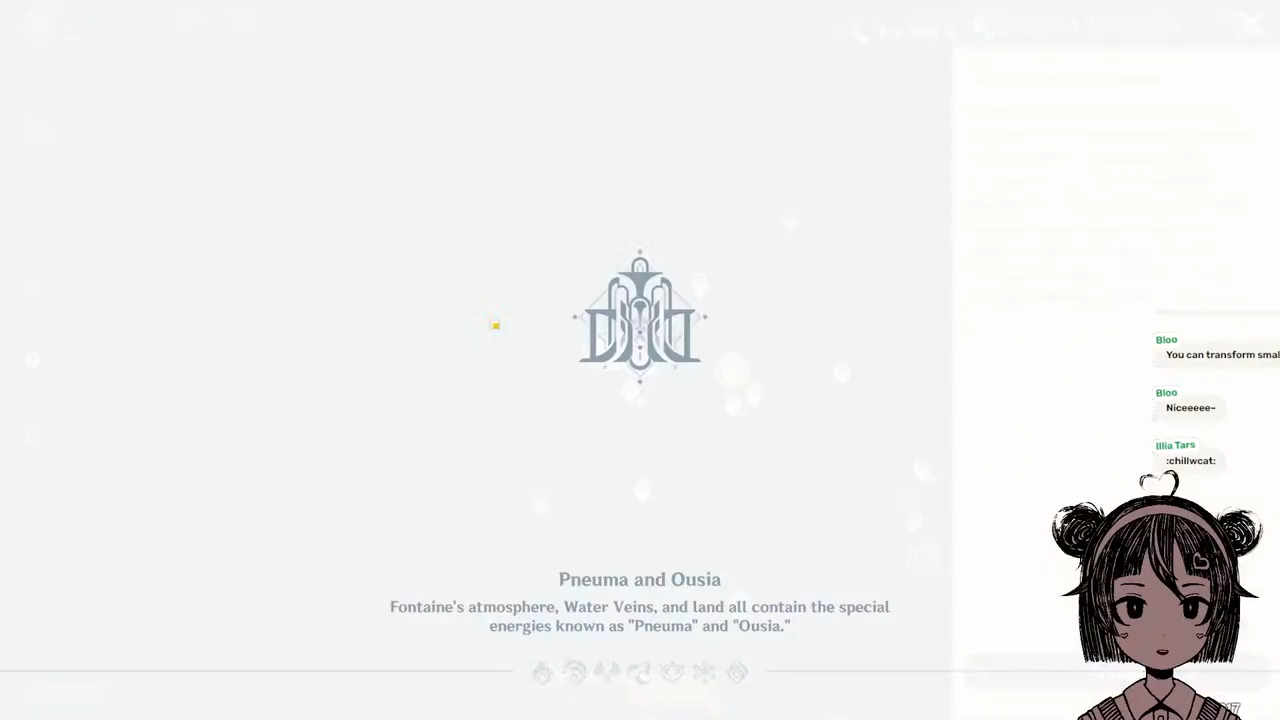 Bloo
You can transform smal
Bloo
Niceeeee~
Illia Tars
:chillwcat:
Pneuma and Ousia
Fontaine's atmosphere, Water Veins, and land all contain the special
energies known as "Pneuma" and "Ousia."